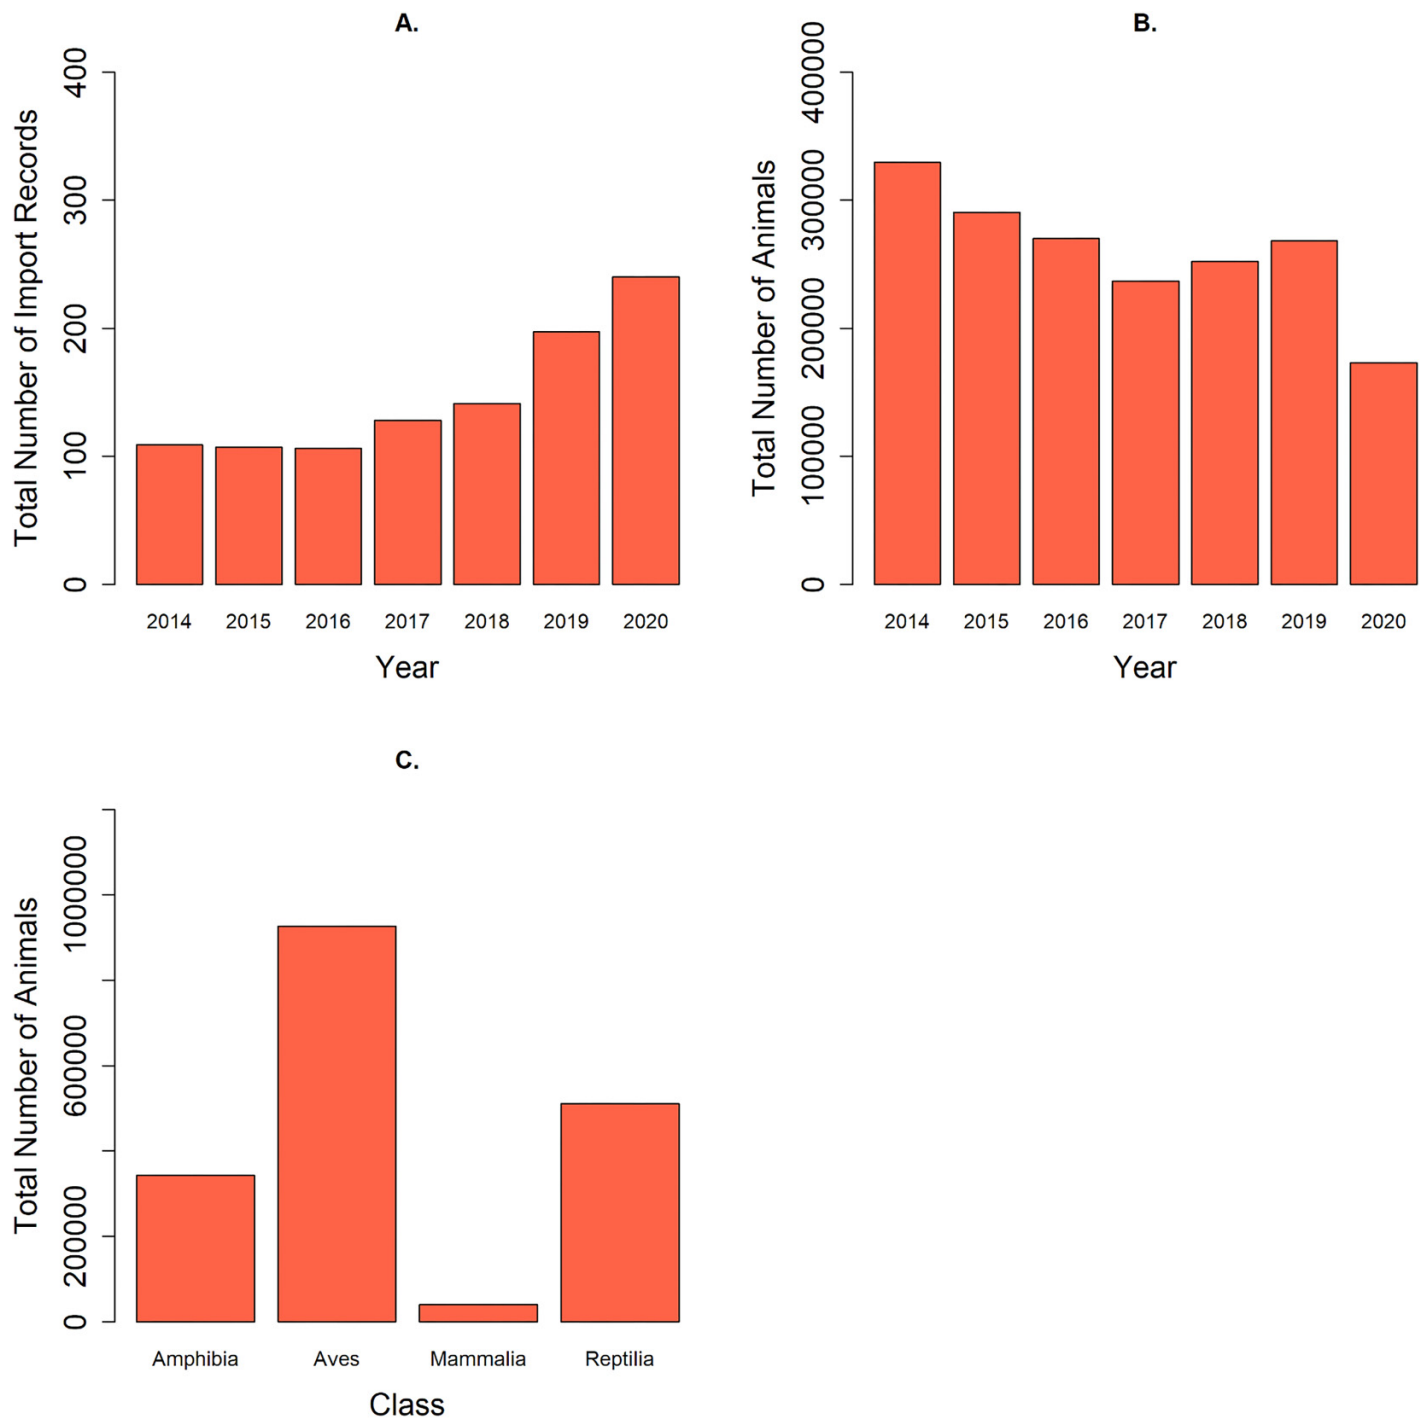 A.
Total Number of Import Records
400
300
200
100
0
2014 2015 2016 2017 2018 2019 2020
Year
B.
Total Number of Animals
400000
300000
200000
100000
0
2014 2015 2016 2017 2018 2019 2020
Year
C.
Total Number of Animals
1000000
600000
200000
0
Amphibia Aves Mammalia Reptilia
Class